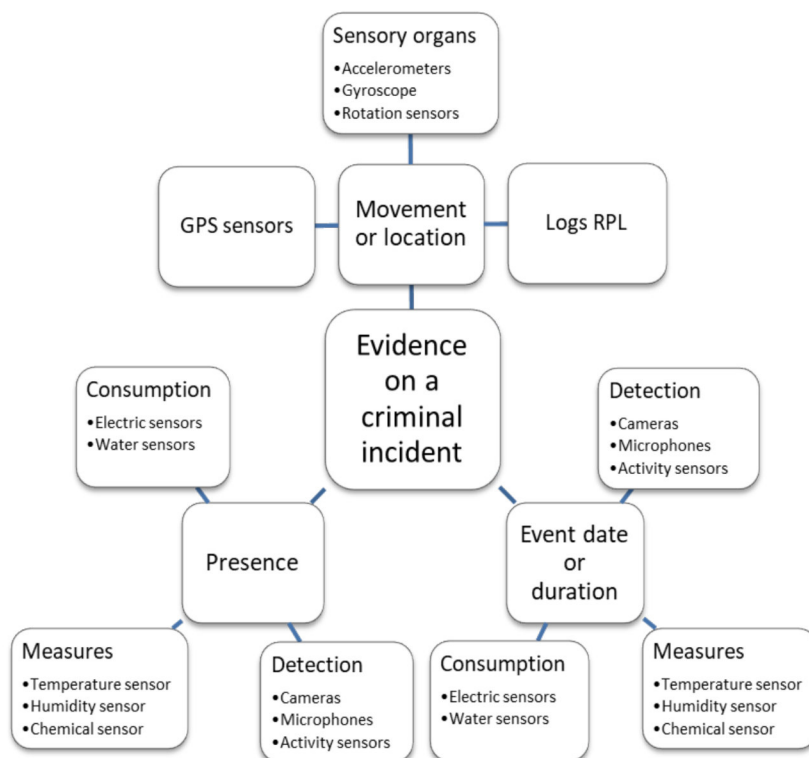 Sensory organs
•Accelerometers
•Gyroscope
•Rotation sensors
GPS sensors
Movement
or location
Logs RPL
Evidence
on a
criminal
incident
Consumption
•Electric sensors
•Water sensors
Detection
•Cameras
•Microphones
•Activity sensors
Presence
Event date
or
duration
Measures
•Temperature sensor
•Humidity sensor
•Chemical sensor
Detection
•Cameras
•Microphones
•Activity sensors
Consumption
•Electric sensors
•Water sensors
Measures
•Temperature sensor
•Humidity sensor
•Chemical sensor